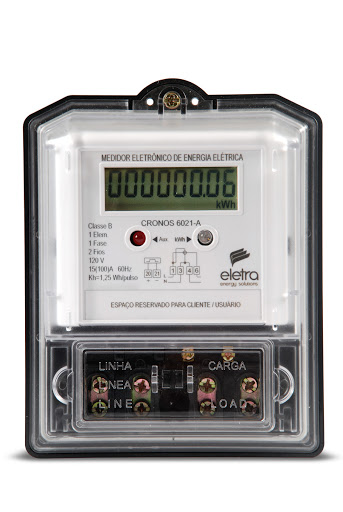 MEDIDOR ELETRÔNICO DE ENERGIA ELÉTRICA
000000.06
kWh
CRONOS 6021-A
Classe B
1 Elem.
1 Fase
2 Fios
120 V
15(100)A 60Hz
Kh=1,25 Wh/pulso
Aux. kWh
20 21 1 3 4 6
eletra
energy solutions
ESPAÇO RESERVADO PARA CLIENTE / USUÁRIO
LINHA CARGA
LINEA
LINE LOAD